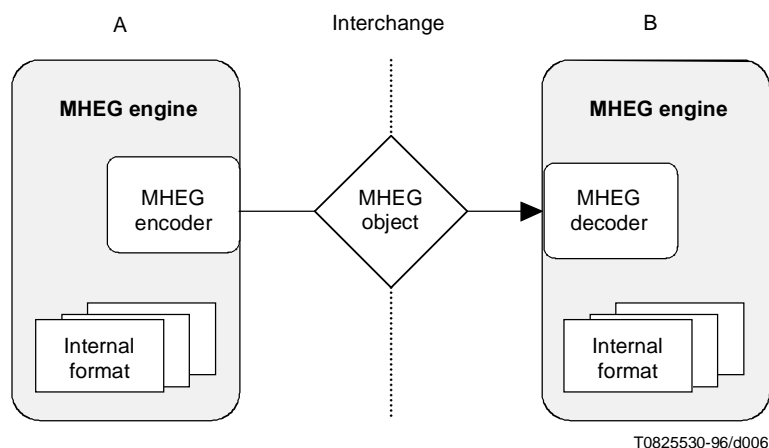 A
Interchange
B
MHEG engine
MHEG engine
MHEG
encoder
MHEG
object
MHEG
decoder
Internal
format
Internal
format
T0825530-96/d006